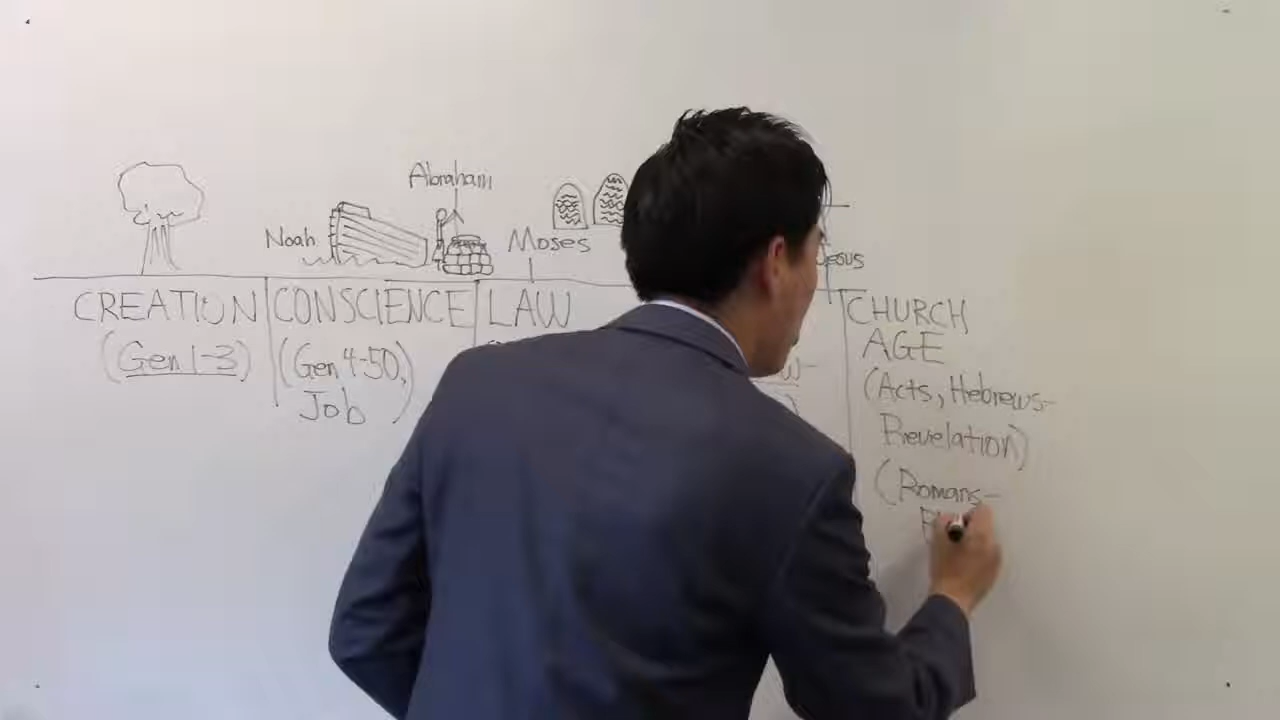 Abraham
Noah
Moses
Jesus
CREATION
(Gen 1-3)
CONSCIENCE
(Gen 4-50,
Job)
LAW
CHURCH
AGE
(Acts, Hebrews-
Revelation)
(Romans-